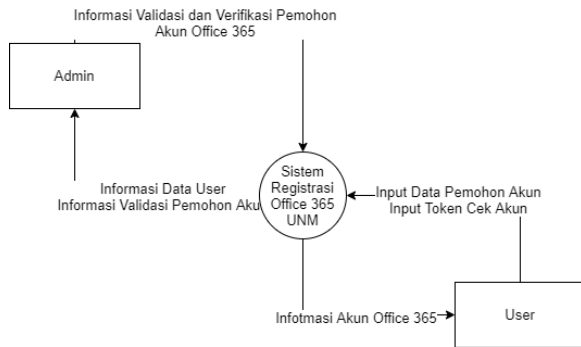 Informasi Validasi dan Verifikasi Pemohon
Akun Office 365
Admin
Sistem
Registrasi
Office 365
UNM
Informasi Data User
Informasi Validasi Pemohon Aku
Input Data Pemohon Akun
Input Token Cek Akun
Infotmasi Akun Office 365
User